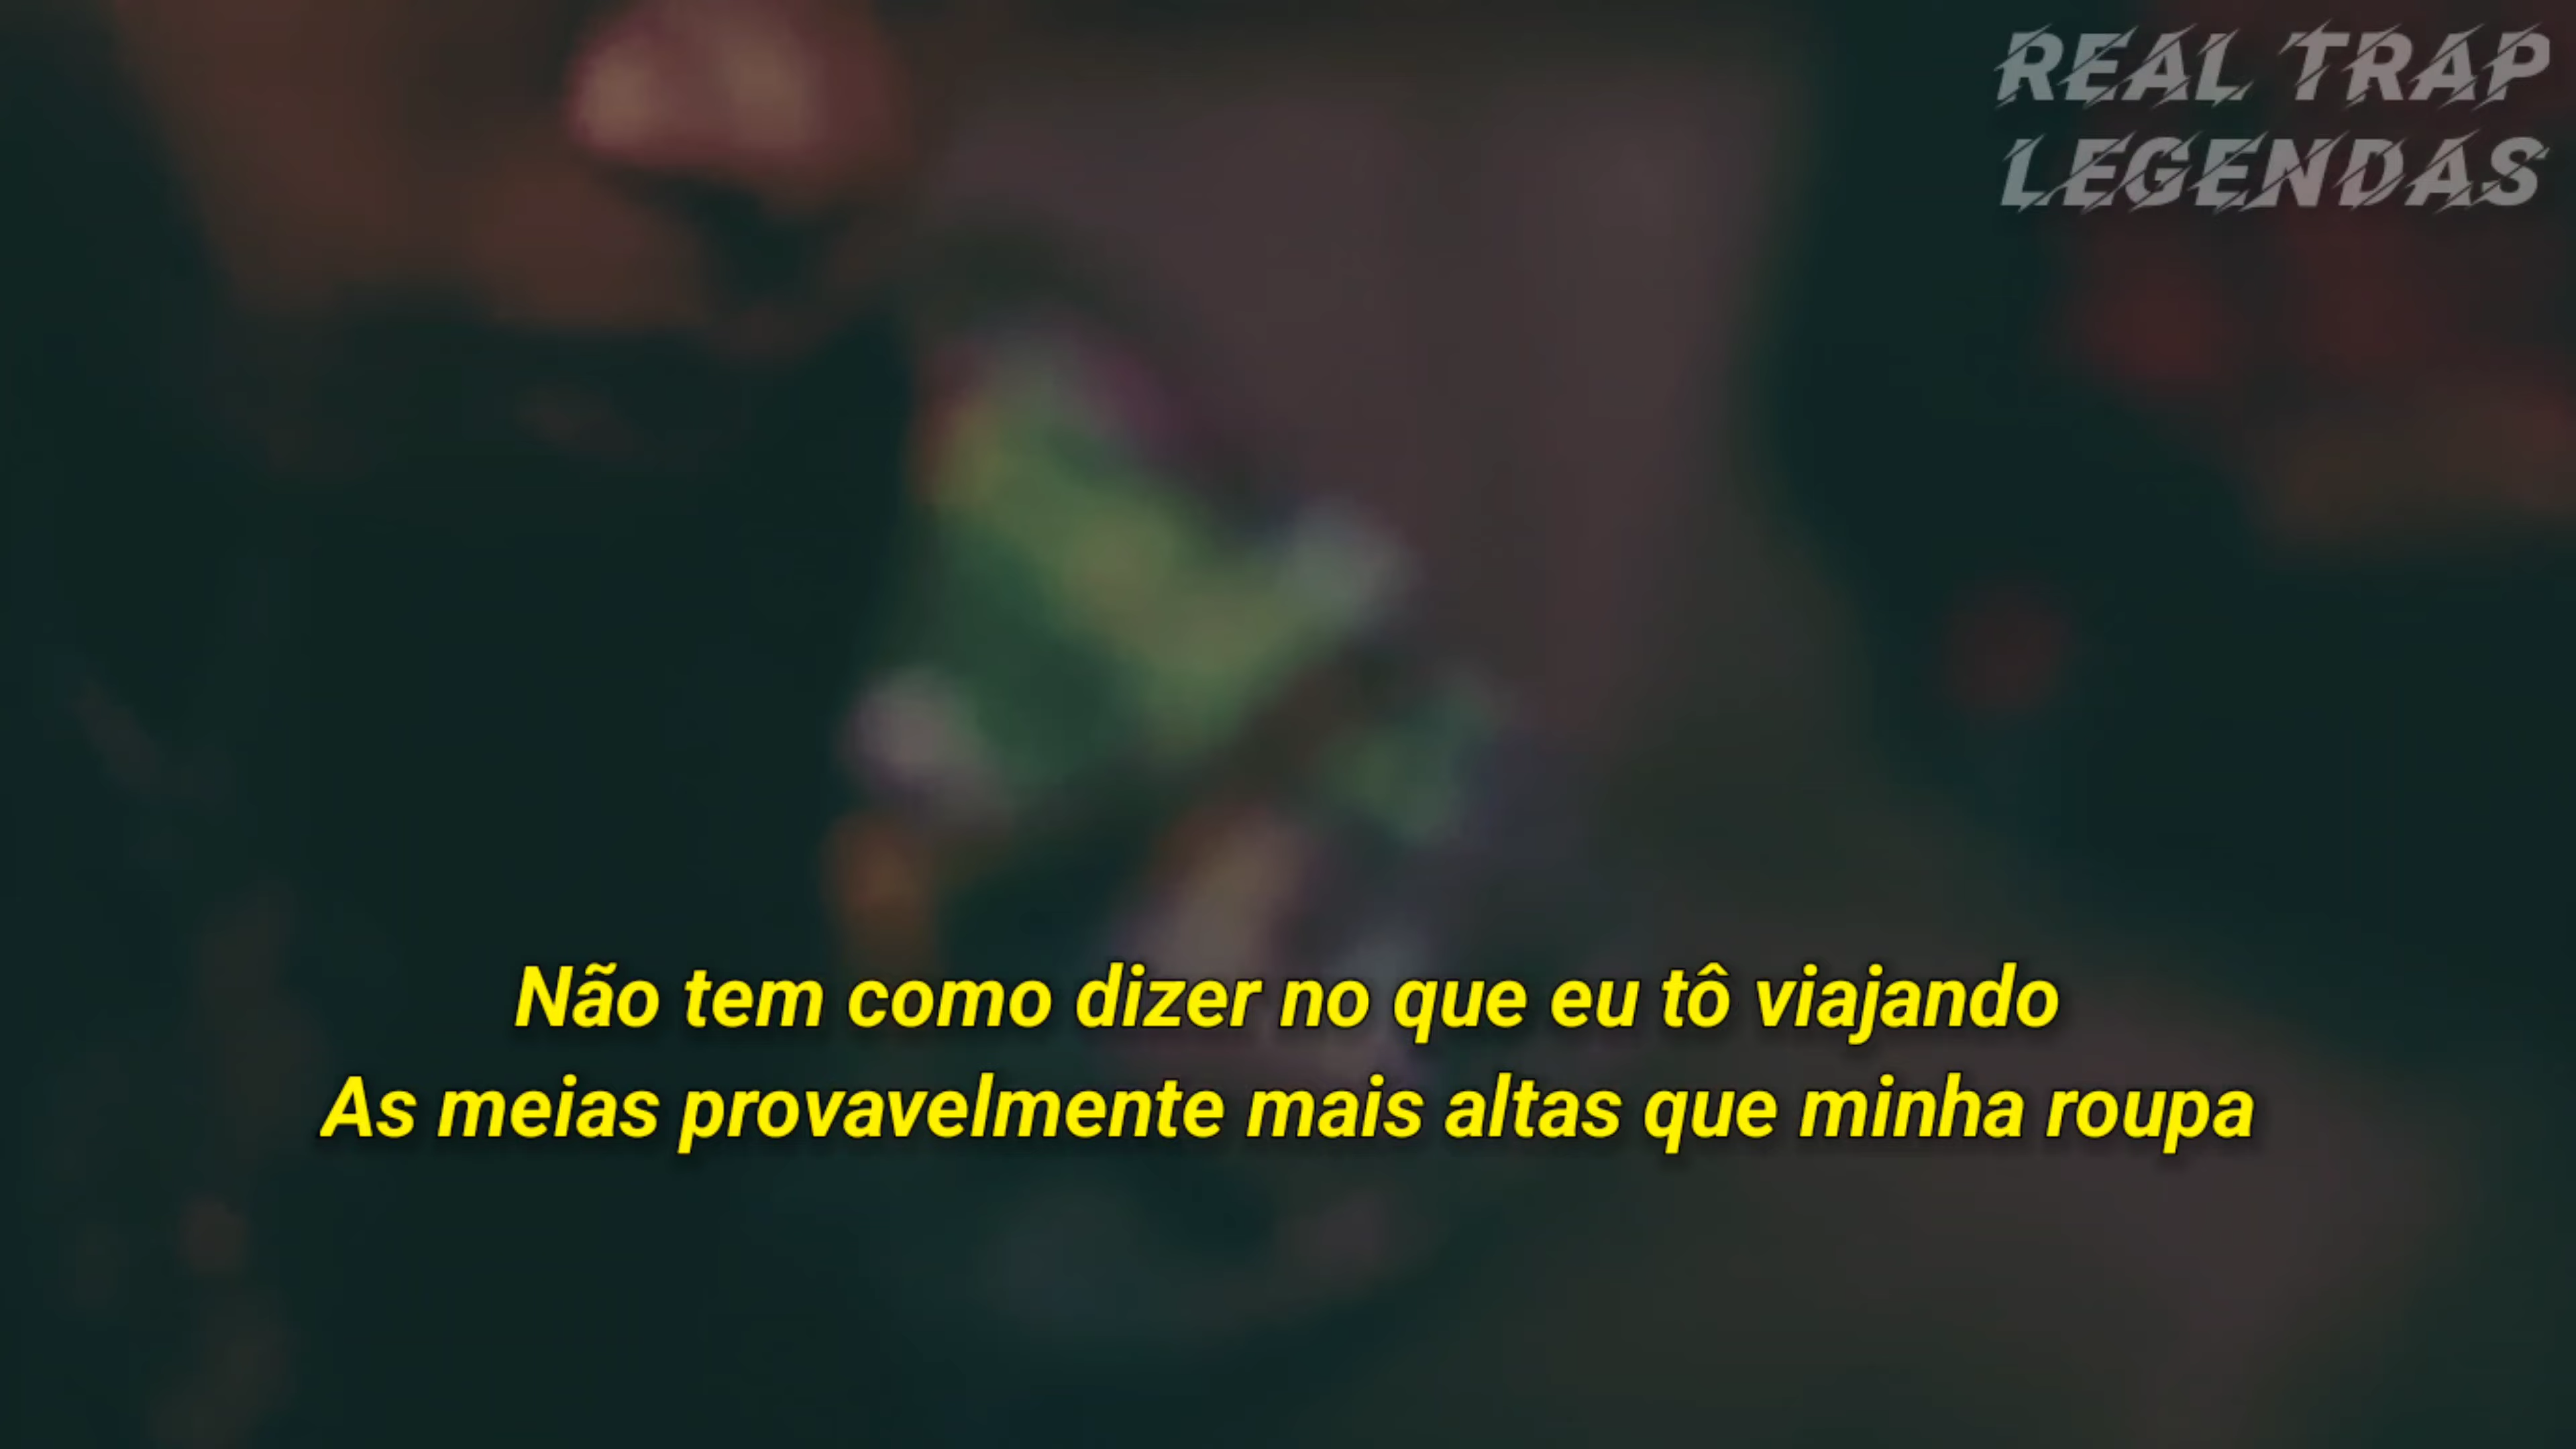 REAL TRAP
LEGENDAS
Não tem como dizer no que eu tô viajando
As meias provavelmente mais altas que minha roupa